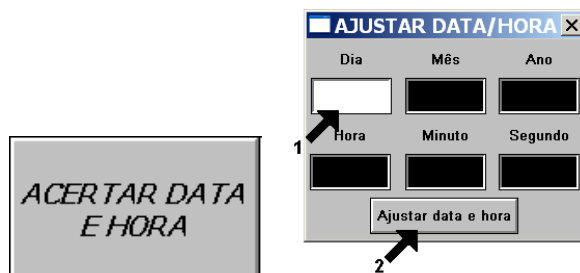 ACERTAR DATA
E HORA
AJUSTAR DATA/HORA
Dia Mês Ano
1
Hora Minuto Segundo
Ajustar data e hora
2